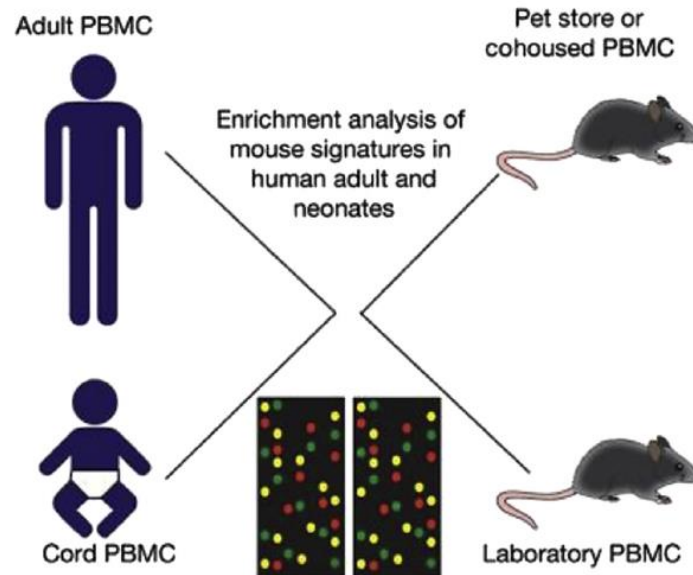 Adult PBMC
Pet store or
cohoused PBMC
Enrichment analysis of
mouse signatures in
human adult and
neonates
Cord PBMC
Laboratory PBMC